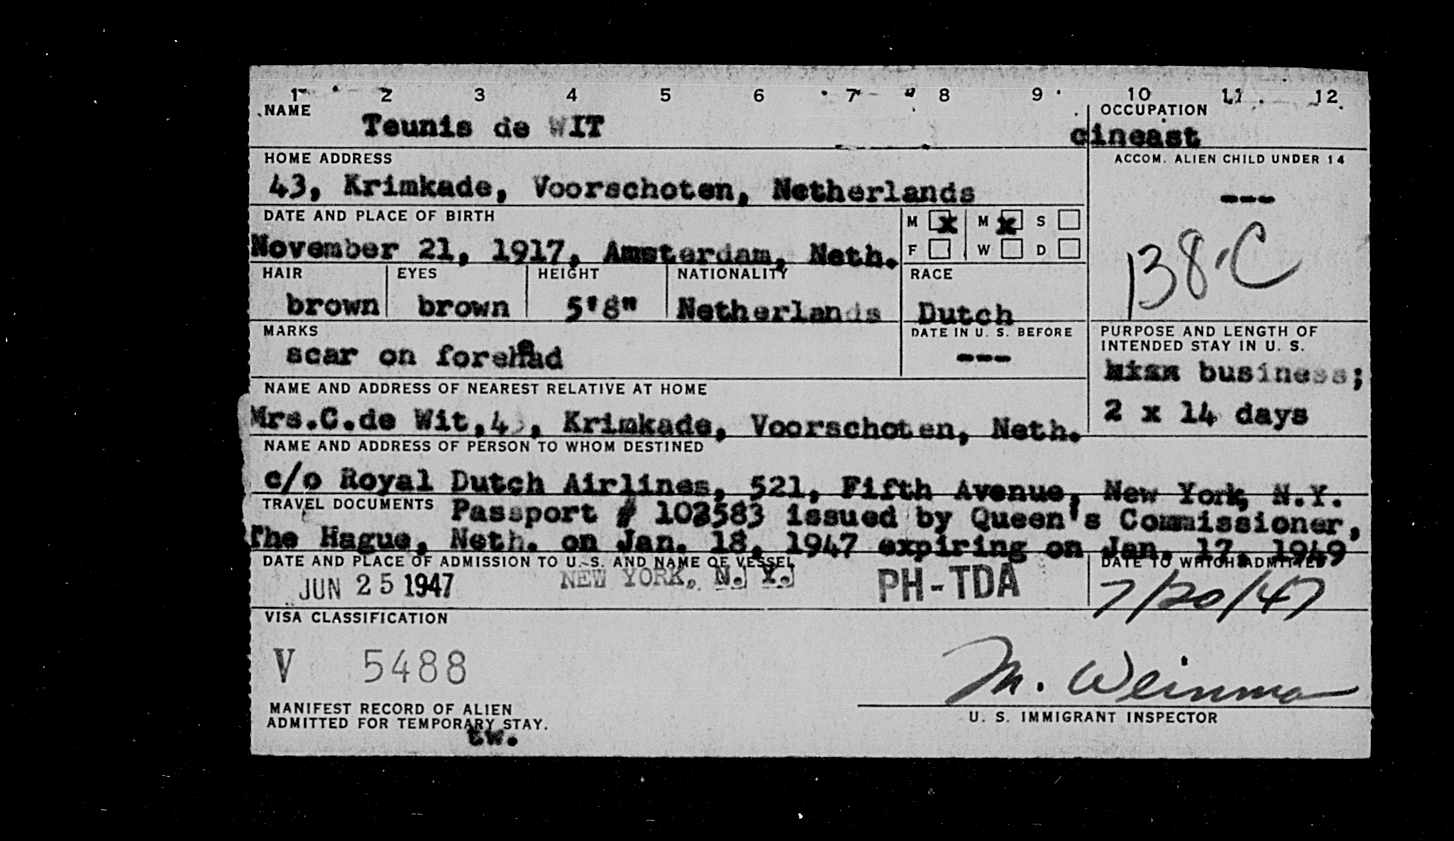 1 2 3 4 5 6 7 8 9 10 11 12
NAME OCCUPATION
Teunis de WIT cineast
HOME ADDRESS ACCOM. ALIEN CHILD UNDER 14
43, Krimkade, Voorschoten, Netherlands ---
DATE AND PLACE OF BIRTH M x M x S
November 21, 1917, Amsterdam, Neth. F W D
138-C
HAIR EYES HEIGHT NATIONALITY RACE
brown brown 5'8" Netherlands Dutch
MARKS DATE IN U. S. BEFORE PURPOSE AND LENGTH OF
INTENDED STAY IN U. S.
scar on forehead ---
business;
NAME AND ADDRESS OF NEAREST RELATIVE AT HOME
Mrs.C.de Wit,43, Krimkade, Voorschoten, Neth. 2 x 14 days
NAME AND ADDRESS OF PERSON TO WHOM DESTINED
c/o Royal Dutch Airlines, 521, Fifth Avenue, New York, N.Y.
TRAVEL DOCUMENTS Passport # 102583 issued by Queen's Commissioner,
The Hague, Neth. on Jan. 18, 1947 expiring on Jan. 17, 1949
DATE AND PLACE OF ADMISSION TO U. S. AND NAME OF VESSEL DATE TO WHICH ADMITTED
JUN 25 1947 NEW YORK, N. Y. PH-TDA 7/20/47
VISA CLASSIFICATION
V 5488
M. Weinman
MANIFEST RECORD OF ALIEN
ADMITTED FOR TEMPORARY STAY. U. S. IMMIGRANT INSPECTOR
tw.